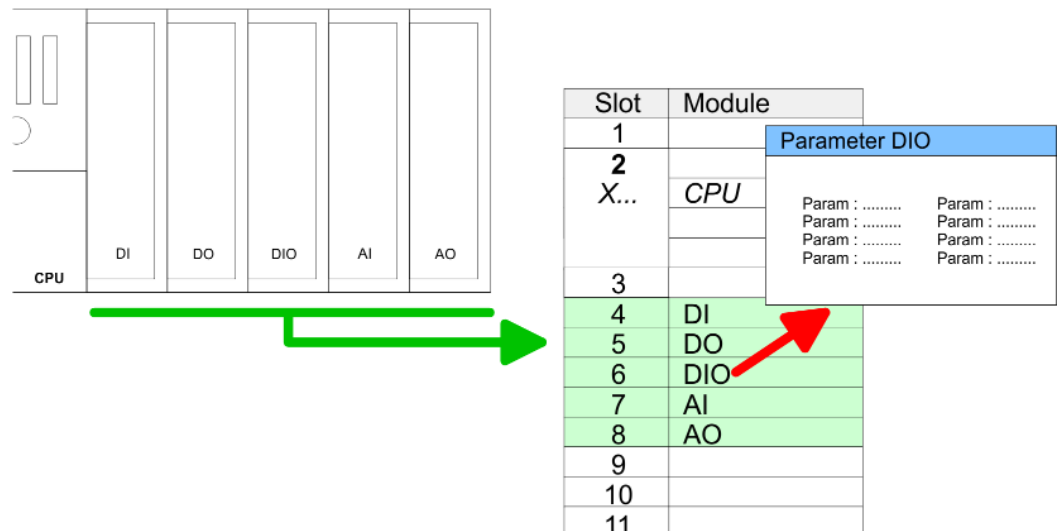 CPU
DI
DO
DIO
AI
AO
Slot Module
1
2
X... CPU
3
4 DI
5 DO
6 DIO
7 AI
8 AO
9
10
11
Parameter DIO
Param : ......... Param : .........
Param : ......... Param : .........
Param : ......... Param : .........
Param : ......... Param : .........